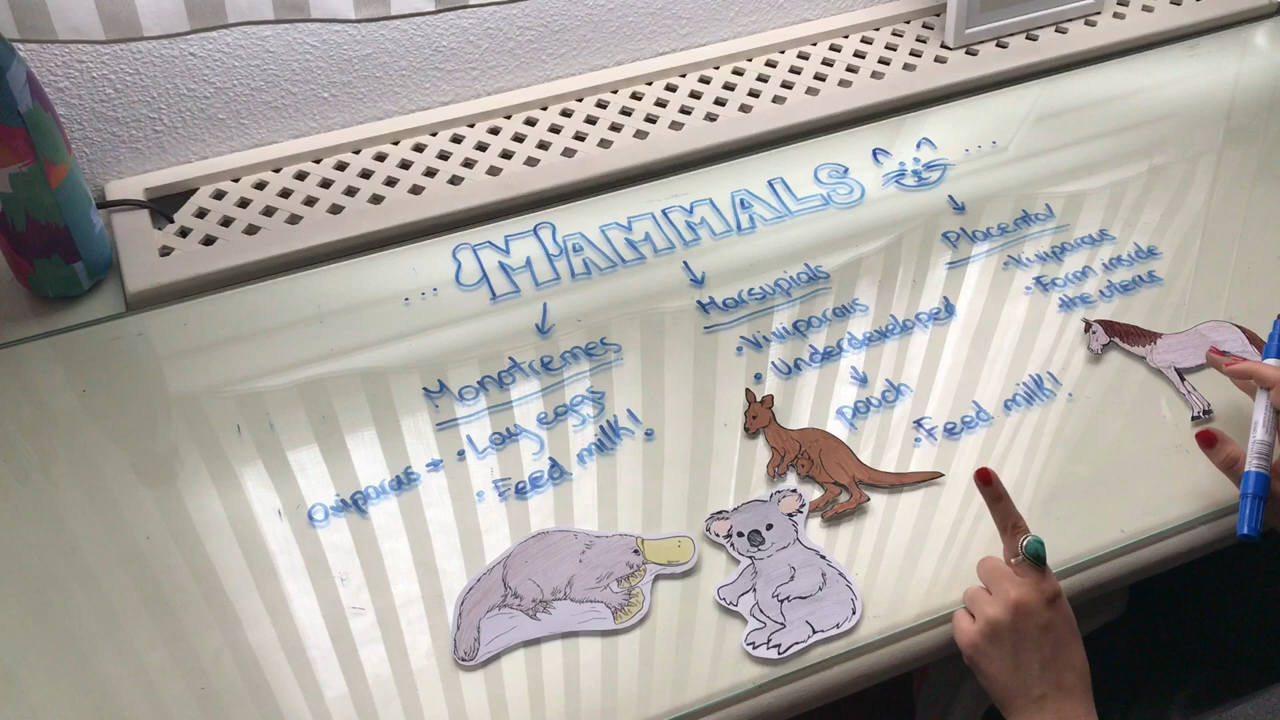 ... MAMMALS ...
Monotremes
Oviparous → • Lay eggs
• Feed milk!
Marsupials
• Viviparous
• Underdeveloped
pouch
• Feed milk!
Placental
• Viviparous
• Form inside
the uterus